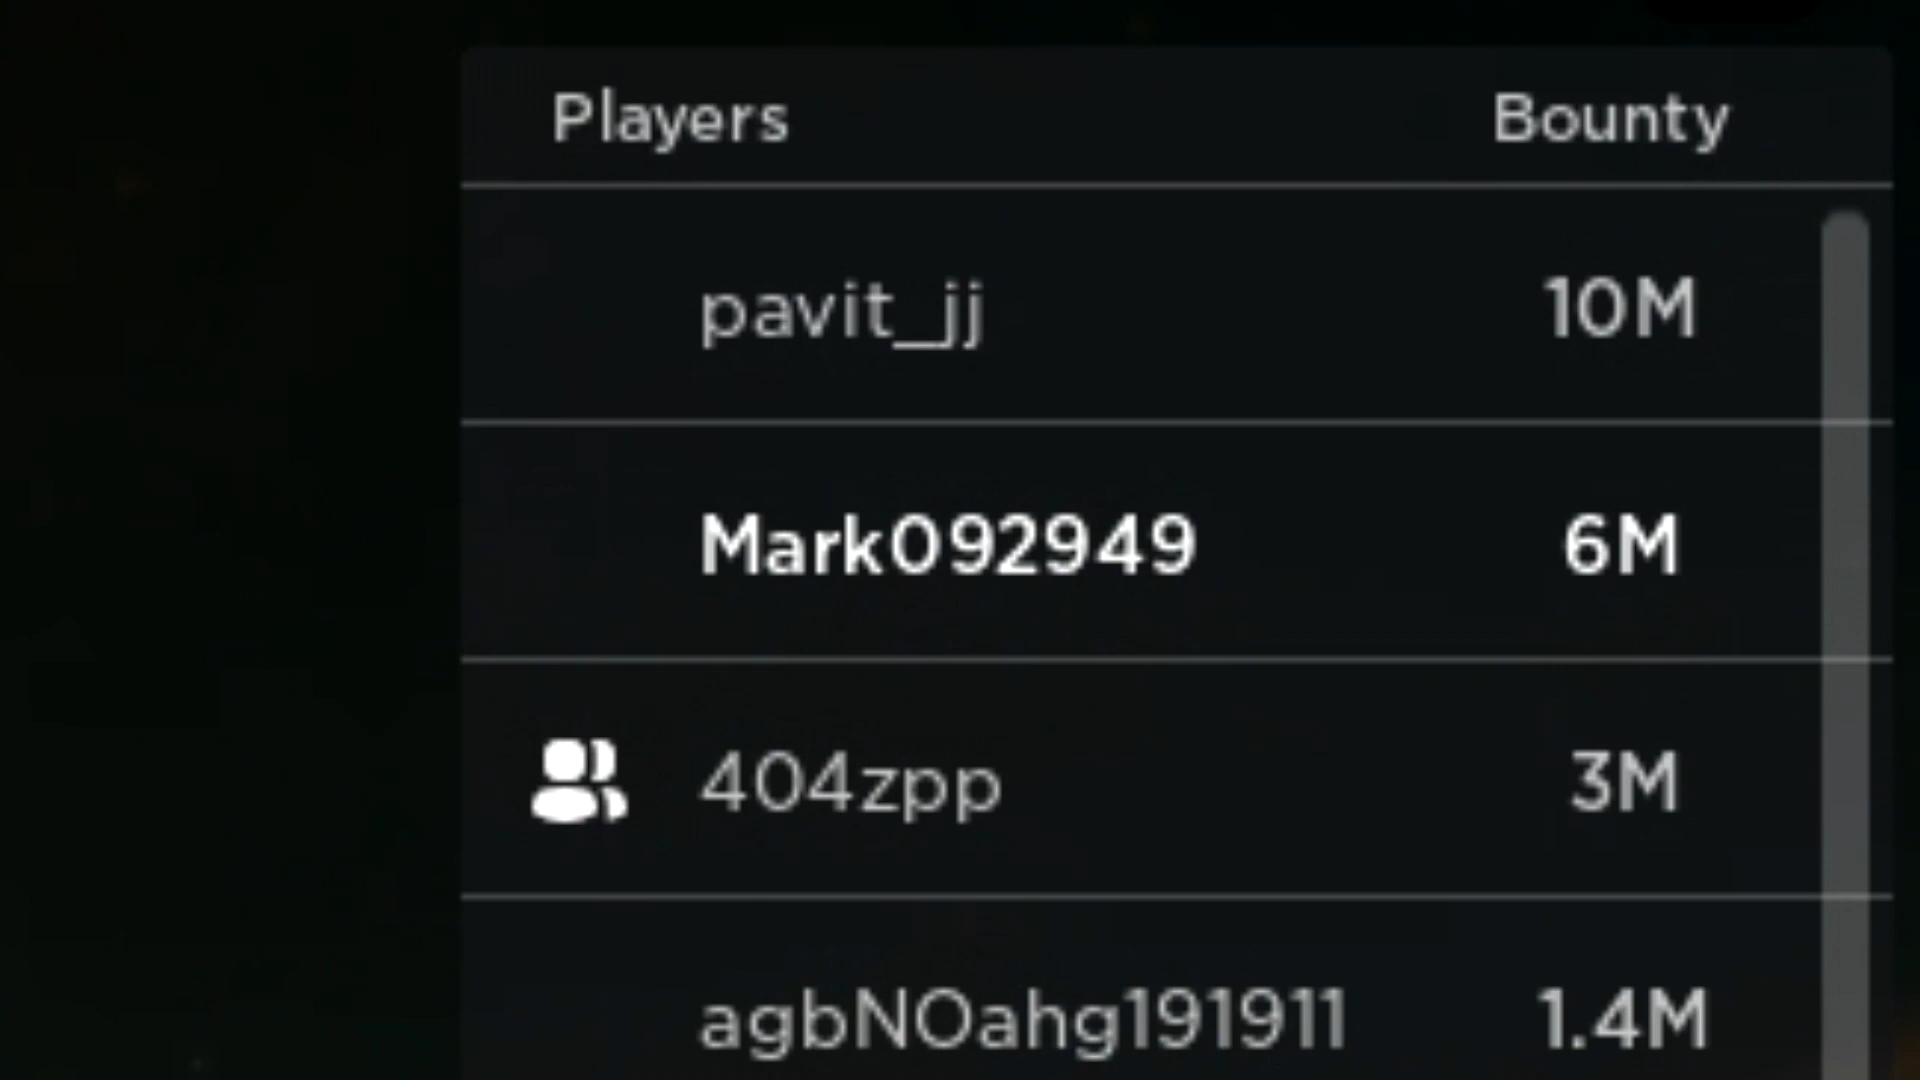 Players Bounty
pavit_jj 10M
Mark092949 6M
404zpp 3M
agbNOahg191911 1.4M